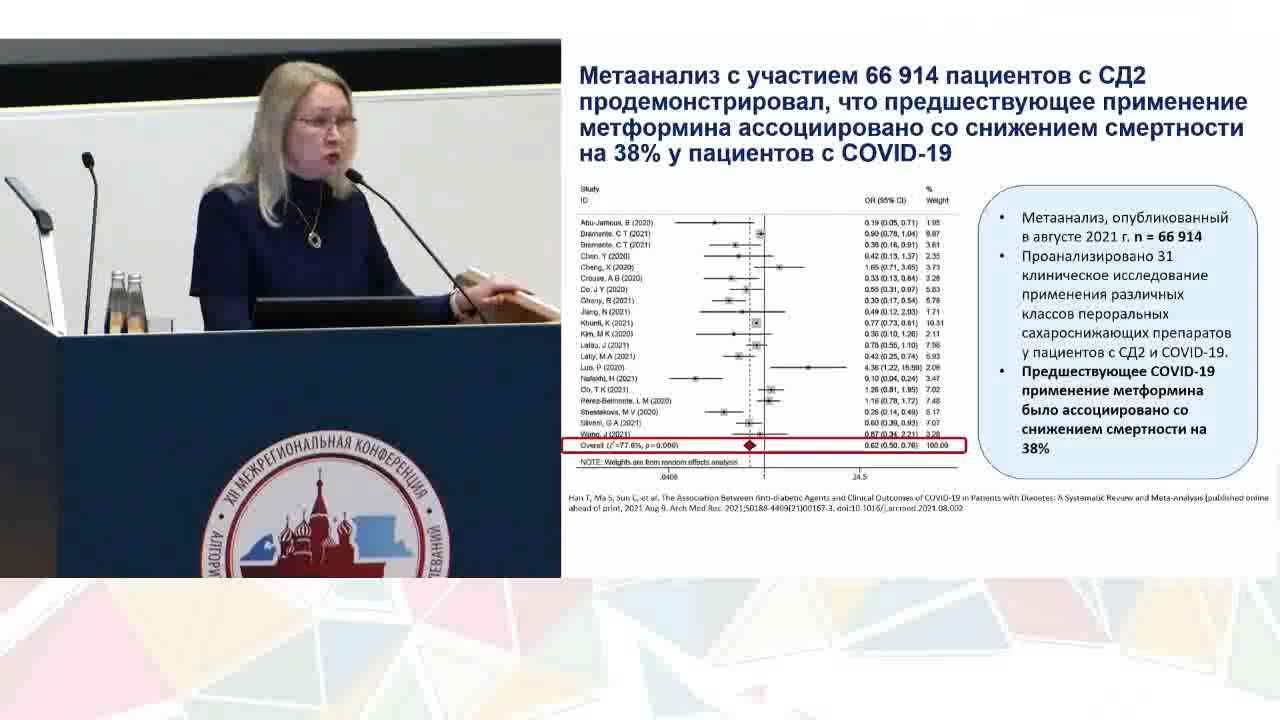 Метаанализ с участием 66 914 пациентов с СД2
продемонстрировал, что предшествующее применение
метформина ассоциировано со снижением смертности
на 38% у пациентов с COVID-19
Study
ID
OR (95% CI)
%
Weight
Abu-Jamous, B (2020) 0.19 (0.05, 0.71) 1.95
Bramante, C T (2021) 0.90 (0.78, 1.04) 9.87
Bramante, C T (2021) 0.38 (0.16, 0.91) 3.61
Chen, Y (2020) 0.42 (0.13, 1.37) 2.35
Cheng, X (2020) 1.65 (0.71, 3.65) 3.73
Crouse, A B (2020) 0.33 (0.13, 0.84) 3.28
Do, J Y (2020) 0.55 (0.31, 0.97) 5.83
Ghany, R (2021) 0.30 (0.17, 0.54) 5.78
Jiang, N (2021) 0.49 (0.12, 2.03) 1.71
Khunti, K (2021) 0.77 (0.73, 0.81) 10.31
Kim, M K (2020) 0.36 (0.10, 1.26) 2.11
Lalau, J (2021) 0.78 (0.55, 1.10) 7.98
Lally, M A (2021) 0.42 (0.25, 0.74) 5.93
Luo, P (2020) 4.36 (1.22, 15.59) 2.08
Nafakhi, H (2021) 0.10 (0.04, 0.24) 3.47
Oh, T K (2021) 1.26 (0.81, 1.95) 7.02
Pérez-Belmonte, L M (2020) 1.16 (0.78, 1.72) 7.48
Shestakova, M V (2020) 0.26 (0.14, 0.49) 5.17
Silverii, G A (2021) 0.60 (0.39, 0.93) 7.07
Wang, J (2021) 0.87 (0.34, 2.21) 3.28
Overall (I²=77.6%, p=0.000) 0.62 (0.50, 0.76) 100.00
NOTE: Weights are from random effects analysis
.0408 1 24.5
• Метаанализ, опубликованный
в августе 2021 г. n = 66 914
• Проанализировано 31
клиническое исследование
применения различных
классов пероральных
сахароснижающих препаратов
у пациентов с СД2 и COVID-19.
• Предшествующее COVID-19
применение метформина
было ассоциировано со
снижением смертности на
38%
Han T, Ma S, Sun C, et al. The Association Between Anti-diabetic Agents and Clinical Outcomes of COVID-19 in Patients with Diabetes: A Systematic Review and Meta-Analysis [published online
ahead of print, 2021 Aug 9. Arch Med Res. 2021;S0188-4409(21)00167-3. doi:10.1016/j.arcmed.2021.08.002
XII МЕЖРЕГИОНАЛЬНАЯ КОНФЕРЕНЦИЯ